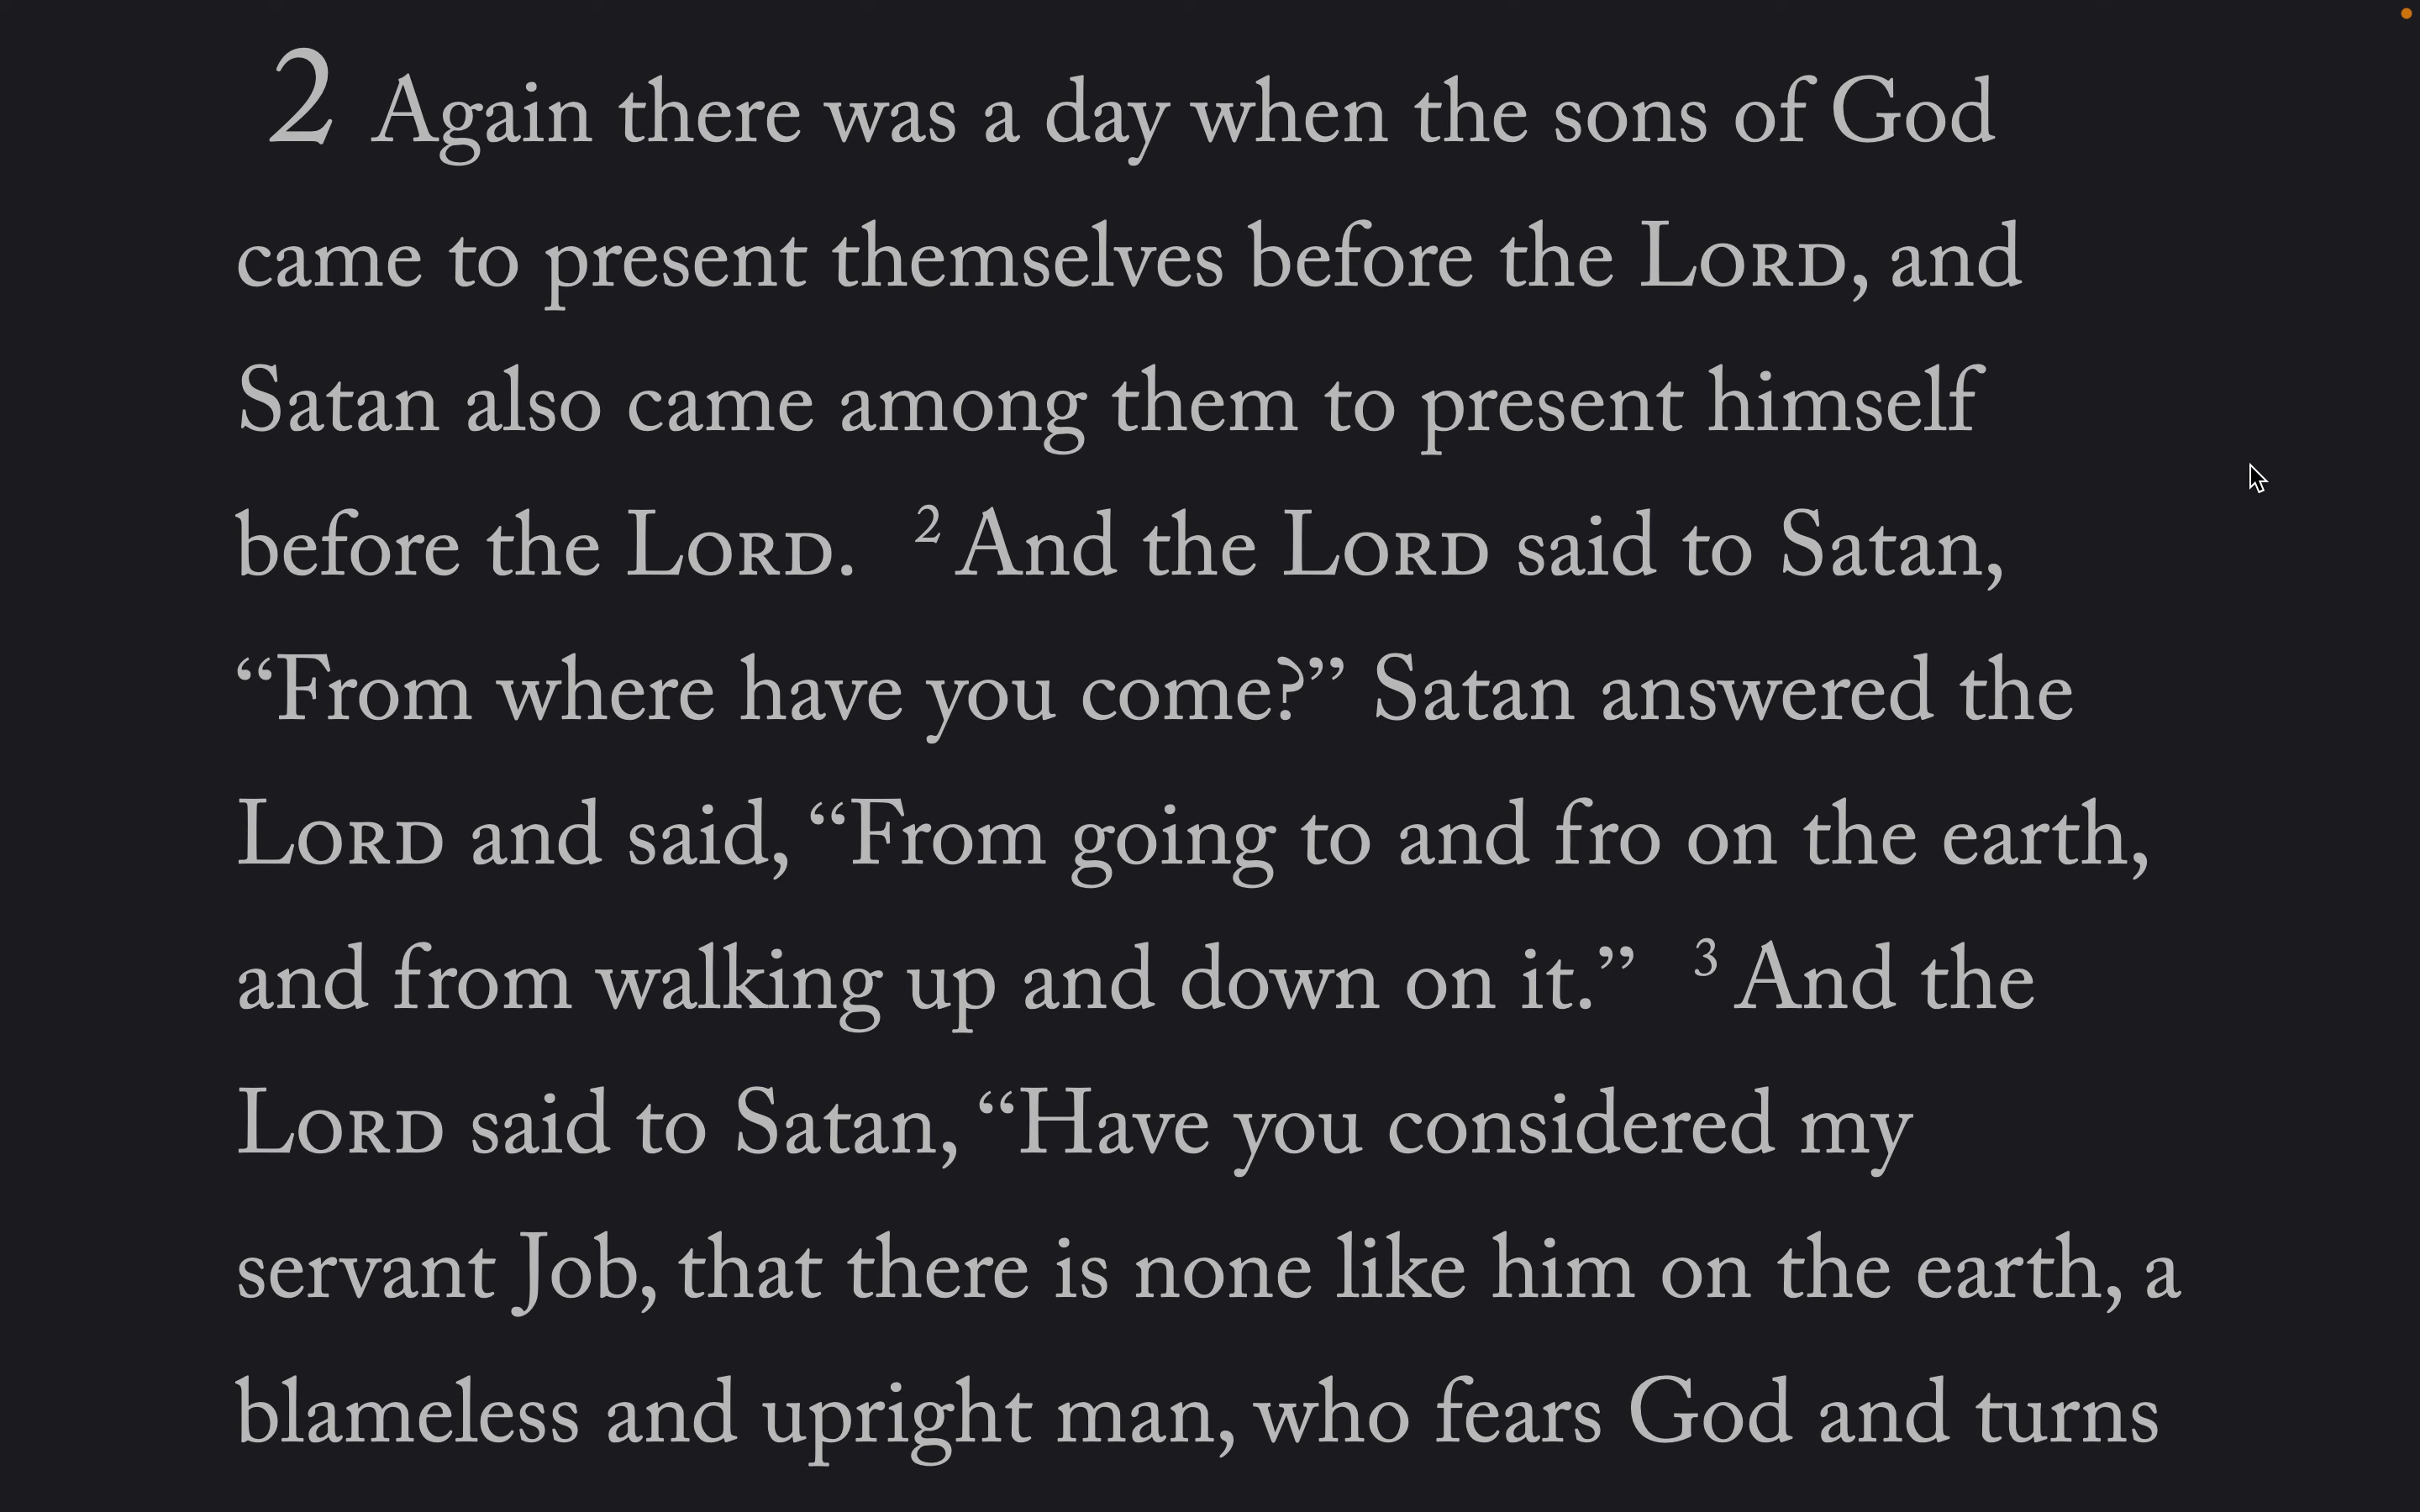 2 Again there was a day when the sons of God
came to present themselves before the LORD, and
Satan also came among them to present himself
before the LORD. 2 And the LORD said to Satan,
“From where have you come?” Satan answered the
LORD and said, “From going to and fro on the earth,
and from walking up and down on it.” 3 And the
LORD said to Satan, “Have you considered my
servant Job, that there is none like him on the earth, a
blameless and upright man, who fears God and turns